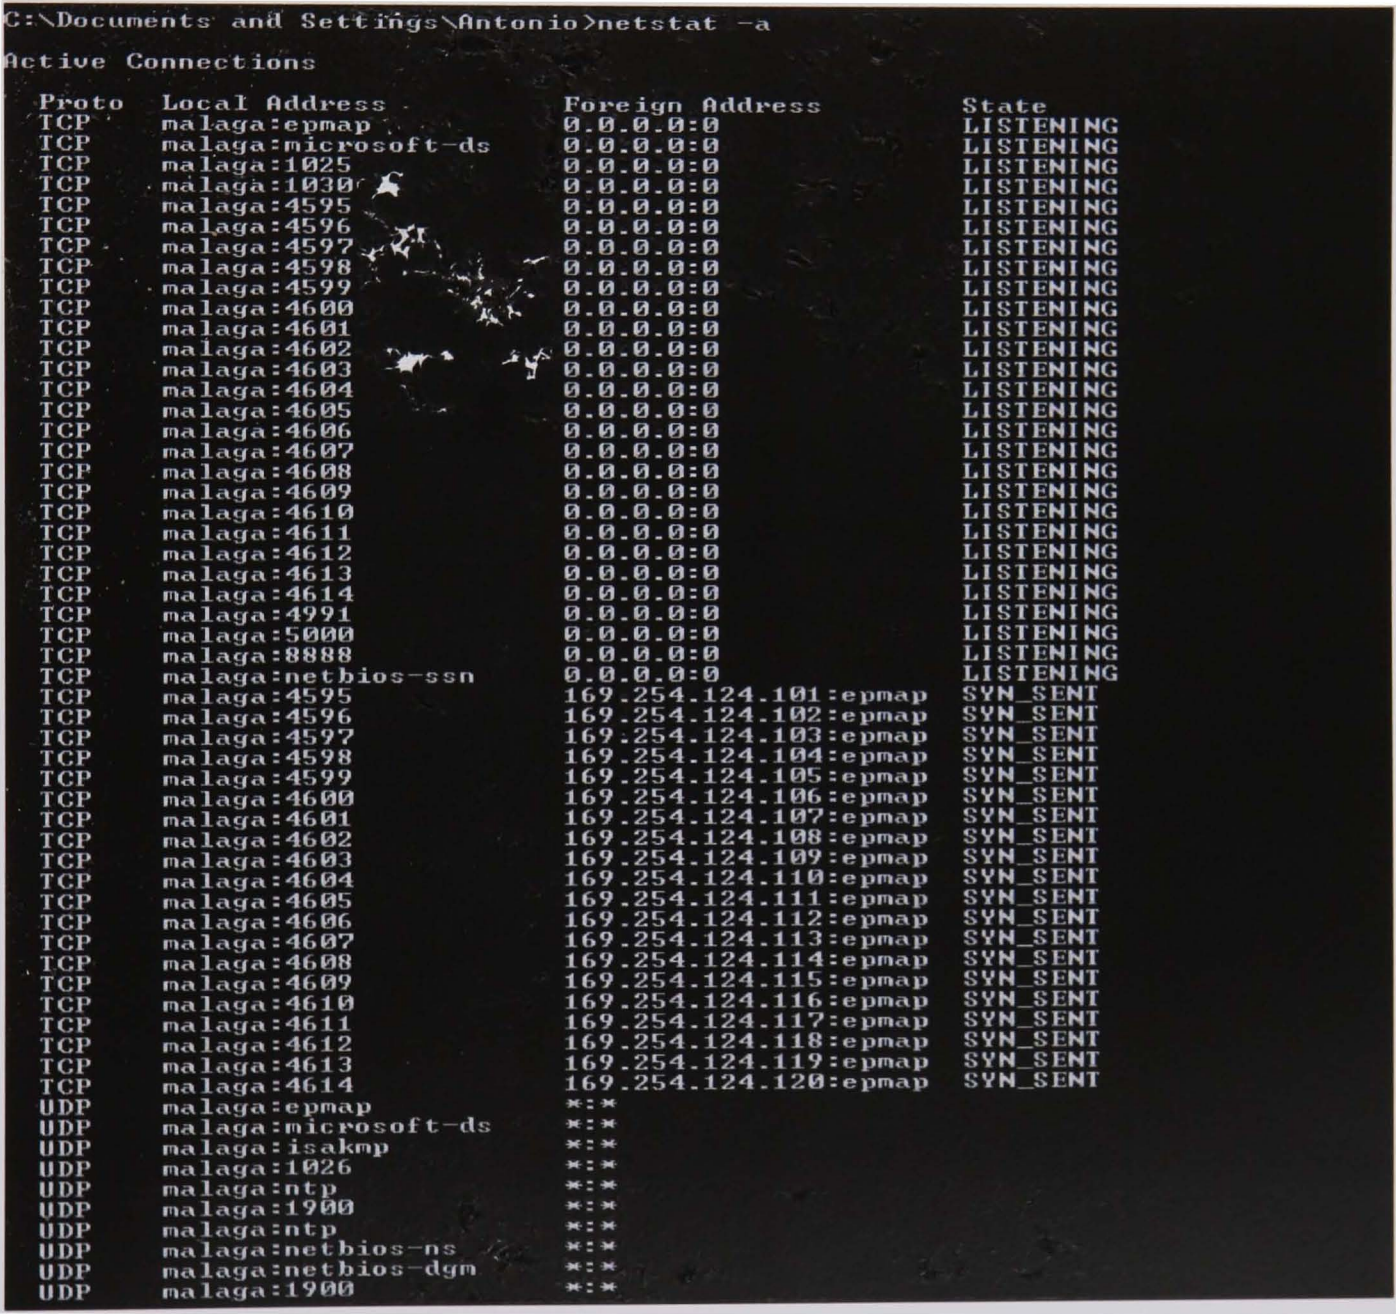 C:\Documents and Settings\Antonio>netstat -a
Active Connections
Proto Local Address Foreign Address State
TCP malaga:epmap 0.0.0.0:0 LISTENING
TCP malaga:microsoft-ds 0.0.0.0:0 LISTENING
TCP malaga:1025 0.0.0.0:0 LISTENING
TCP malaga:1030 0.0.0.0:0 LISTENING
TCP malaga:4595 0.0.0.0:0 LISTENING
TCP malaga:4596 0.0.0.0:0 LISTENING
TCP malaga:4597 0.0.0.0:0 LISTENING
TCP malaga:4598 0.0.0.0:0 LISTENING
TCP malaga:4599 0.0.0.0:0 LISTENING
TCP malaga:4600 0.0.0.0:0 LISTENING
TCP malaga:4601 0.0.0.0:0 LISTENING
TCP malaga:4602 0.0.0.0:0 LISTENING
TCP malaga:4603 0.0.0.0:0 LISTENING
TCP malaga:4604 0.0.0.0:0 LISTENING
TCP malaga:4605 0.0.0.0:0 LISTENING
TCP malaga:4606 0.0.0.0:0 LISTENING
TCP malaga:4607 0.0.0.0:0 LISTENING
TCP malaga:4608 0.0.0.0:0 LISTENING
TCP malaga:4609 0.0.0.0:0 LISTENING
TCP malaga:4610 0.0.0.0:0 LISTENING
TCP malaga:4611 0.0.0.0:0 LISTENING
TCP malaga:4612 0.0.0.0:0 LISTENING
TCP malaga:4613 0.0.0.0:0 LISTENING
TCP malaga:4614 0.0.0.0:0 LISTENING
TCP malaga:4991 0.0.0.0:0 LISTENING
TCP malaga:5000 0.0.0.0:0 LISTENING
TCP malaga:8888 0.0.0.0:0 LISTENING
TCP malaga:netbios-ssn 0.0.0.0:0 LISTENING
TCP malaga:4595 169.254.124.101:epmap SYN_SENT
TCP malaga:4596 169.254.124.102:epmap SYN_SENT
TCP malaga:4597 169.254.124.103:epmap SYN_SENT
TCP malaga:4598 169.254.124.104:epmap SYN_SENT
TCP malaga:4599 169.254.124.105:epmap SYN_SENT
TCP malaga:4600 169.254.124.106:epmap SYN_SENT
TCP malaga:4601 169.254.124.107:epmap SYN_SENT
TCP malaga:4602 169.254.124.108:epmap SYN_SENT
TCP malaga:4603 169.254.124.109:epmap SYN_SENT
TCP malaga:4604 169.254.124.110:epmap SYN_SENT
TCP malaga:4605 169.254.124.111:epmap SYN_SENT
TCP malaga:4606 169.254.124.112:epmap SYN_SENT
TCP malaga:4607 169.254.124.113:epmap SYN_SENT
TCP malaga:4608 169.254.124.114:epmap SYN_SENT
TCP malaga:4609 169.254.124.115:epmap SYN_SENT
TCP malaga:4610 169.254.124.116:epmap SYN_SENT
TCP malaga:4611 169.254.124.117:epmap SYN_SENT
TCP malaga:4612 169.254.124.118:epmap SYN_SENT
TCP malaga:4613 169.254.124.119:epmap SYN_SENT
TCP malaga:4614 169.254.124.120:epmap SYN_SENT
UDP malaga:epmap *:*
UDP malaga:microsoft-ds *:*
UDP malaga:isakmp *:*
UDP malaga:1026 *:*
UDP malaga:ntp *:*
UDP malaga:1900 *:*
UDP malaga:ntp *:*
UDP malaga:netbios-ns *:*
UDP malaga:netbios-dgm *:*
UDP malaga:1900 *:*